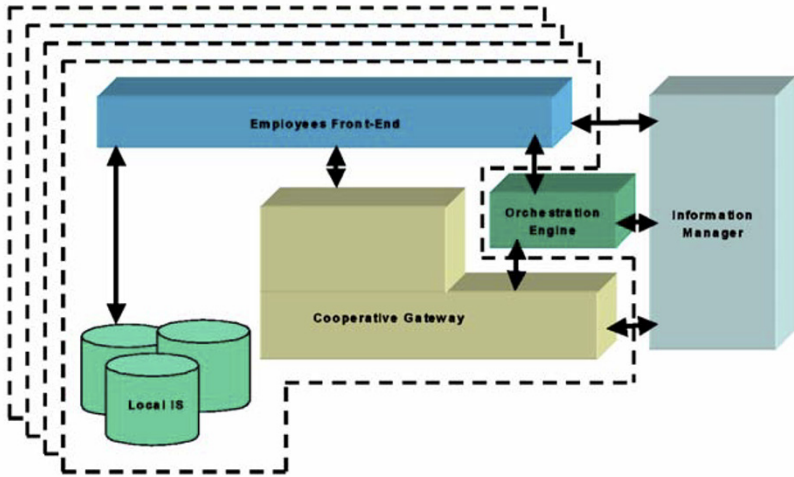 Employees Front-End
Orchestration
Engine
Information
Manager
Cooperative Gateway
Local IS